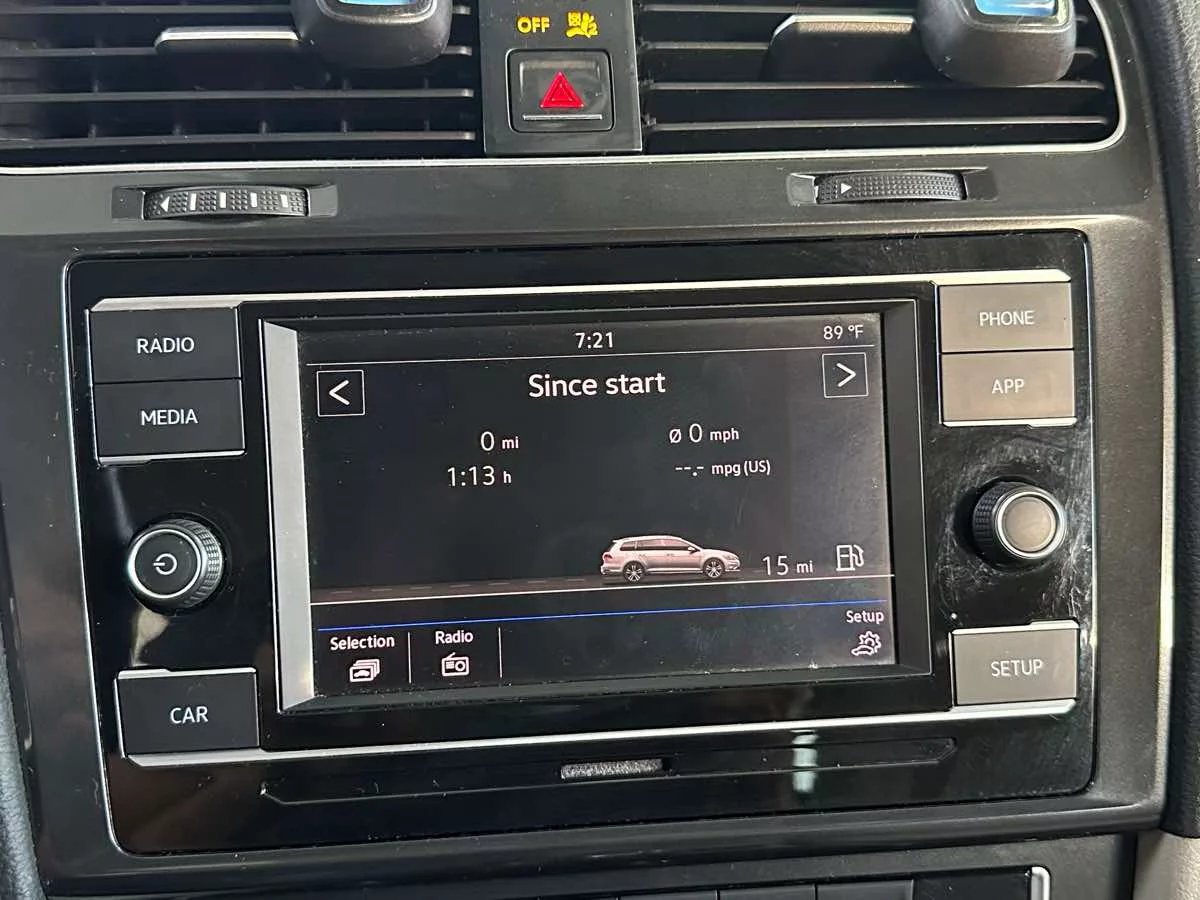 OFF
RADIO
MEDIA
CAR
7:21
89 °F
<
Since start
>
0 mi
Ø 0 mph
1:13 h
--.- mpg (US)
15 mi
Selection
Radio
Setup
PHONE
APP
SETUP